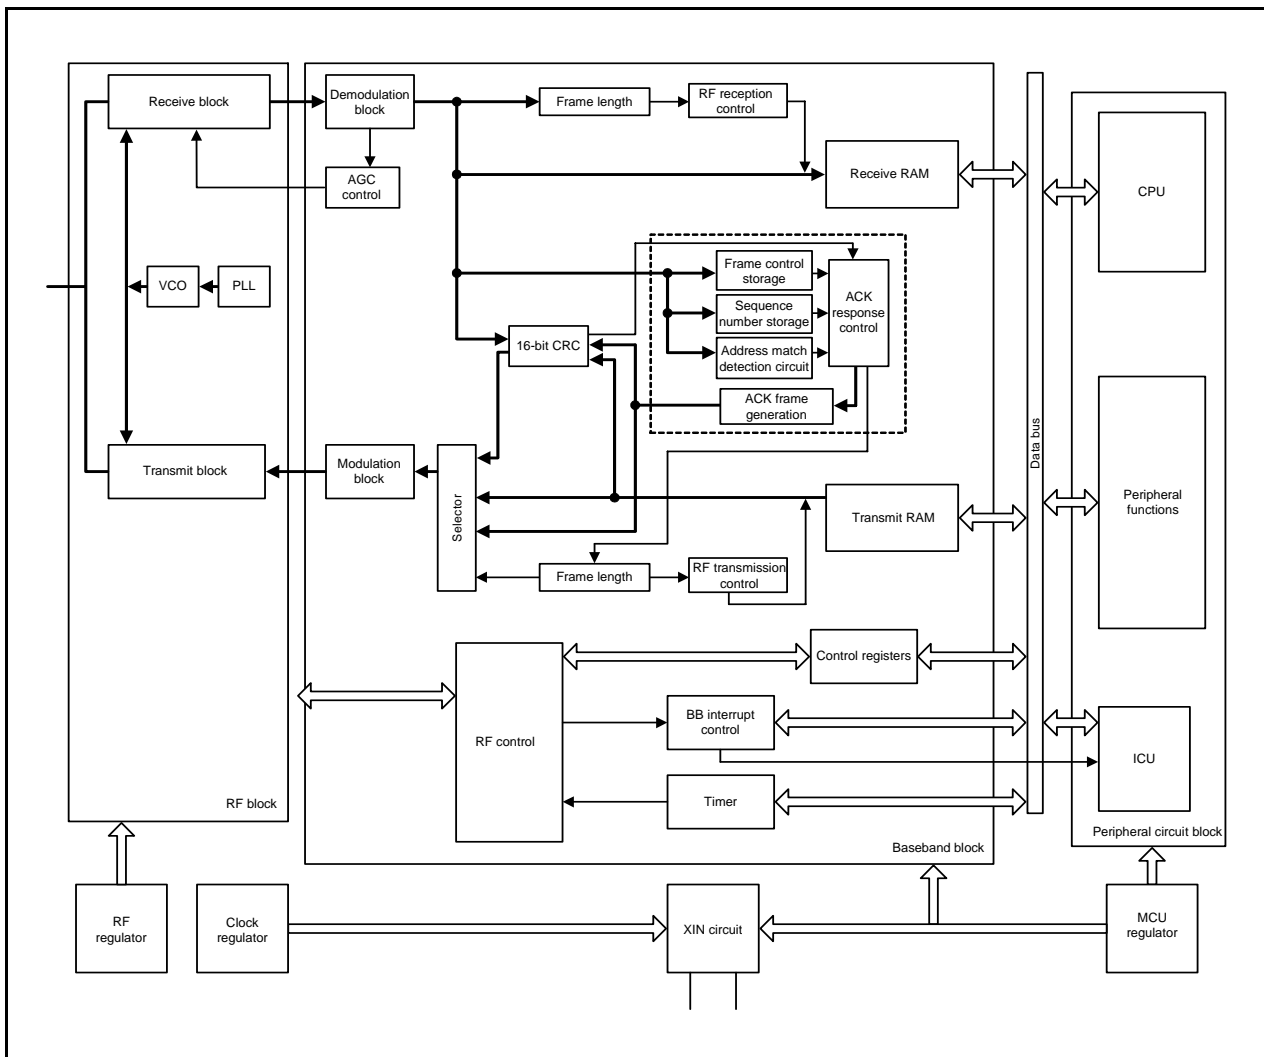 Receive block
Demodulation
block
Frame length
RF reception
control
AGC
control
Receive RAM
CPU
VCO
PLL
Frame control
storage
Sequence
number storage
Address match
detection circuit
ACK
response
control
16-bit CRC
ACK frame
generation
Transmit block
Modulation
block
Selector
Transmit RAM
Data bus
Peripheral
functions
Frame length
RF transmission
control
Control registers
RF control
BB interrupt
control
ICU
Timer
RF block
Baseband block
Peripheral circuit block
RF
regulator
Clock
regulator
XIN circuit
MCU
regulator